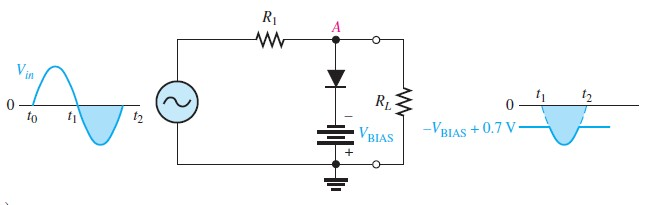 R1
A
Vin
0
t0
t1
t2
RL
−
VBIAS
+
0
t1
t2
−VBIAS + 0.7 V